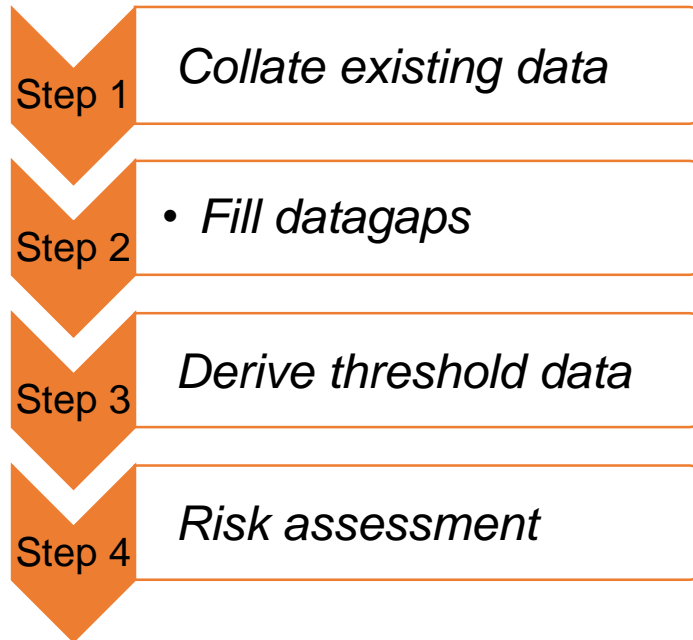 Step 1
Collate existing data
Step 2
• Fill datagaps
Step 3
Derive threshold data
Step 4
Risk assessment